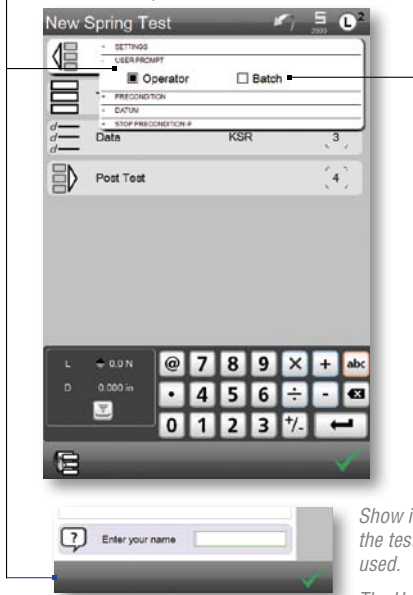 New Spring Test
5
2000
L2
- SETTINGS
- USER PROMPT
Operator
Batch
- PRECONDITION
- DATUM
- STOP PRECONDITION IF
d
d
d
Data KSR 3
Post Test 4
L 0.0 N
D 0.000 in
@ 7 8 9 × + abc
• 4 5 6 ÷ -
0 1 2 3 +/-
? Enter your name
Show i
the tes
used.